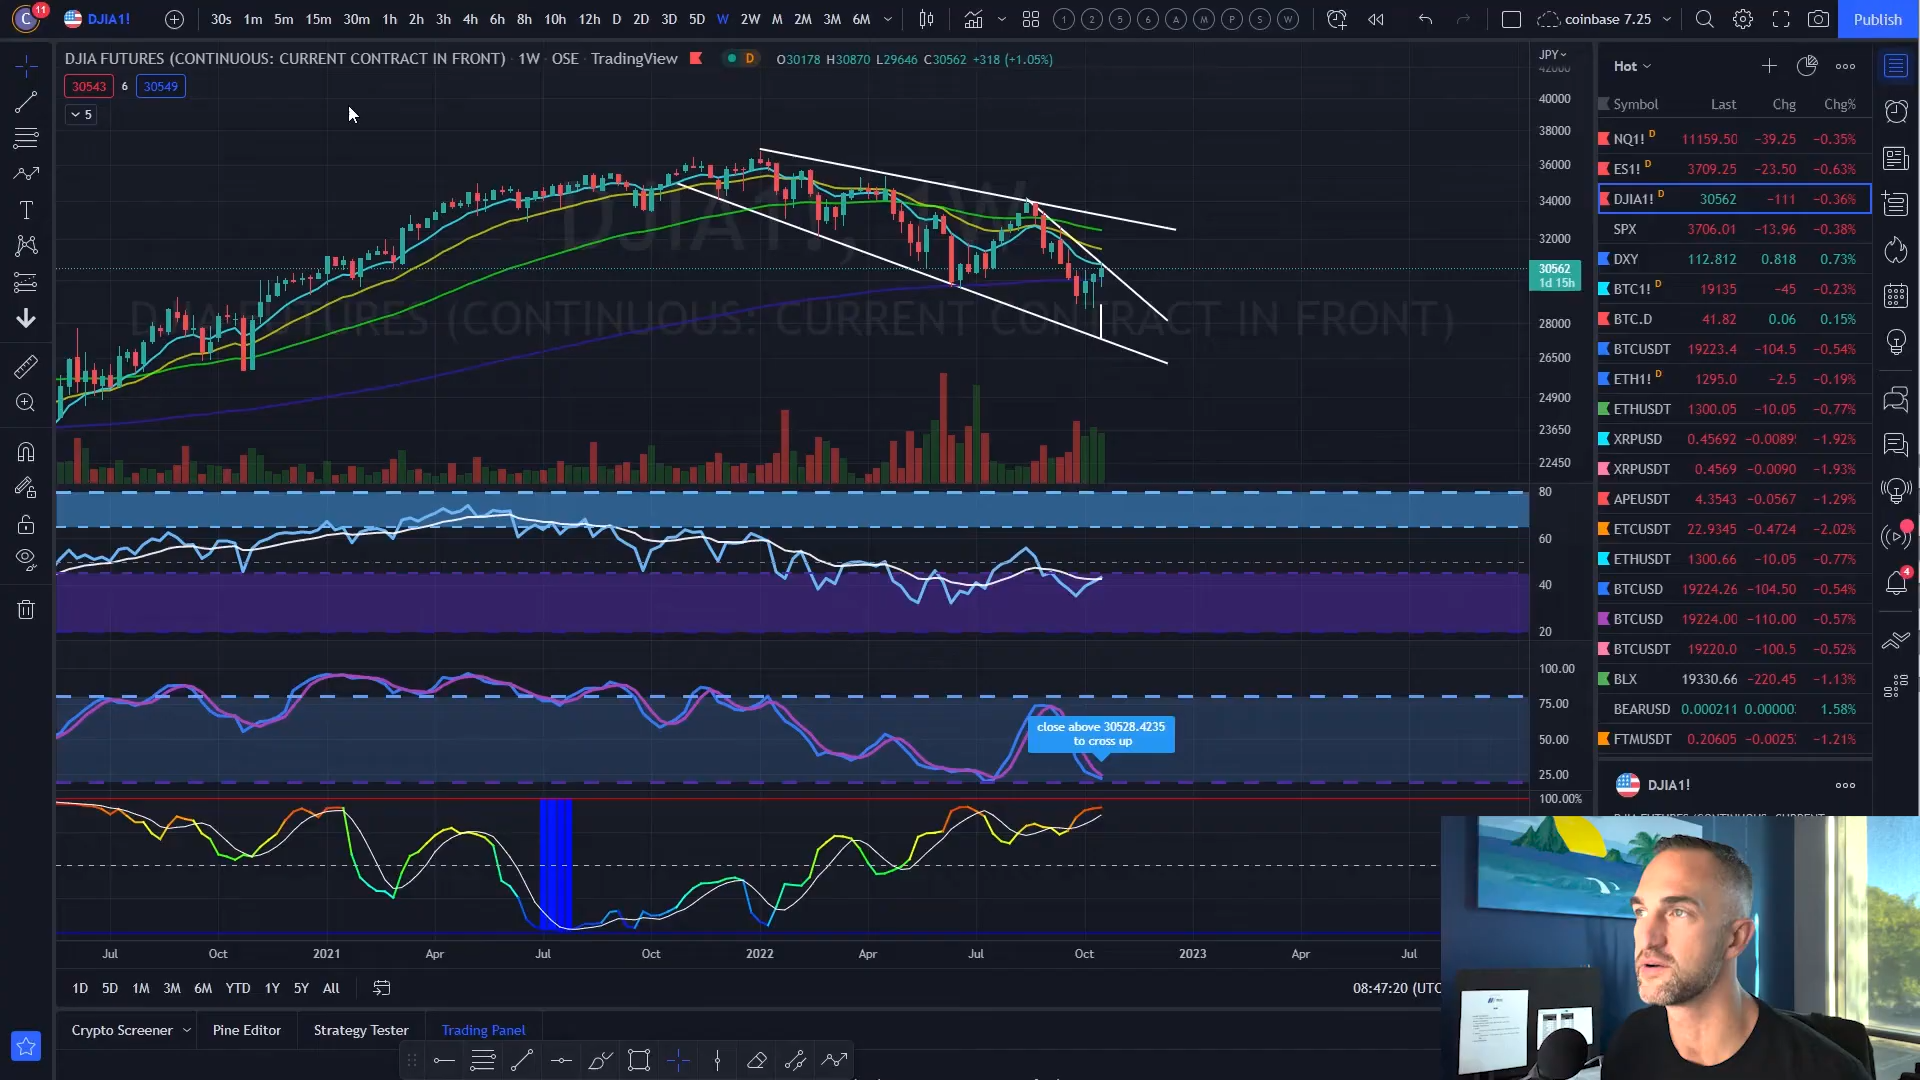 C 11 DJIA1! 30s 1m 5m 15m 30m 1h 2h 3h 4h 6h 8h 10h 12h D 2D 3D 5D W 2W M 2M 3M 6M 1 2 5 6 A M P S W coinbase 7.25 Publish
DJIA FUTURES (CONTINUOUS: CURRENT CONTRACT IN FRONT) · 1W · OSE · TradingView D O30178 H30870 L29646 C30562 +318 (+1.05%)
30543 6 30549
5
DJIA FUTURES (CONTINUOUS: CURRENT CONTRACT IN FRONT)
JPY
42000
40000
38000
36000
34000
32000
30562
1d 15h
28000
26500
24900
23650
22450
80
60
40
20
100.00
75.00
50.00
25.00
100.00%
close above 30528.4235
to cross up
Jul Oct 2021 Apr Jul Oct 2022 Apr Jul Oct 2023 Apr Jul
1D 5D 1M 3M 6M YTD 1Y 5Y All 08:47:20 (UTC
Crypto Screener Pine Editor Strategy Tester Trading Panel
Hot
Symbol Last Chg Chg%
NQ1! D 11159.50 −39.25 −0.35%
ES1! D 3709.25 −23.50 −0.63%
DJIA1! D 30562 −111 −0.36%
SPX 3706.01 −13.96 −0.38%
DXY 112.812 0.818 0.73%
BTC1! D 19135 −45 −0.23%
BTC.D 41.82 0.06 0.15%
BTCUSDT 19223.4 −104.5 −0.54%
ETH1! D 1295.0 −2.5 −0.19%
ETHUSDT 1300.05 −10.05 −0.77%
XRPUSD 0.45692 −0.0089 −1.92%
XRPUSDT 0.4569 −0.0090 −1.93%
APEUSDT 4.3543 −0.0567 −1.29%
ETCUSDT 22.9345 −0.4724 −2.02%
ETHUSDT 1300.66 −10.05 −0.77%
BTCUSD 19224.26 −104.50 −0.54%
BTCUSD 19224.00 −110.00 −0.57%
BTCUSDT 19220.0 −100.5 −0.52%
BLX 19330.66 −220.45 −1.13%
BEARUSD 0.000211 0.00000 1.58%
FTMUSDT 0.20605 −0.0025 −1.21%
DJIA1!
4